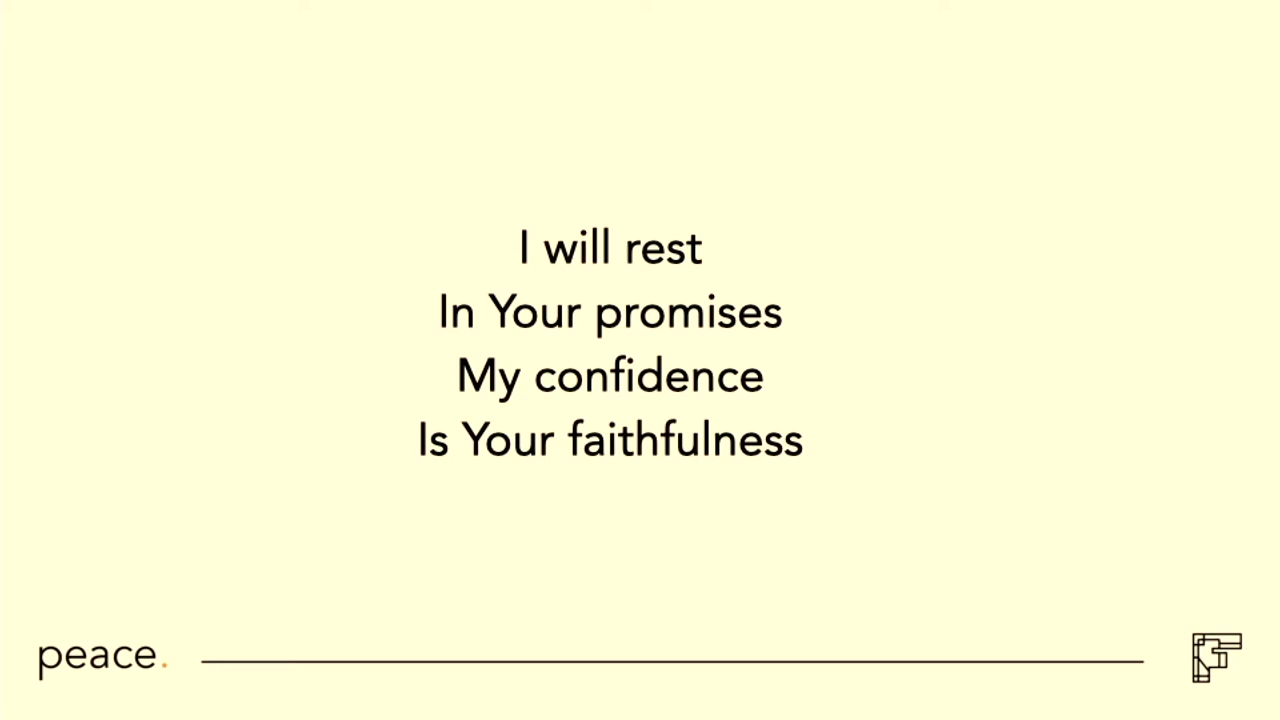 I will rest
In Your promises
My confidence
Is Your faithfulness
peace.